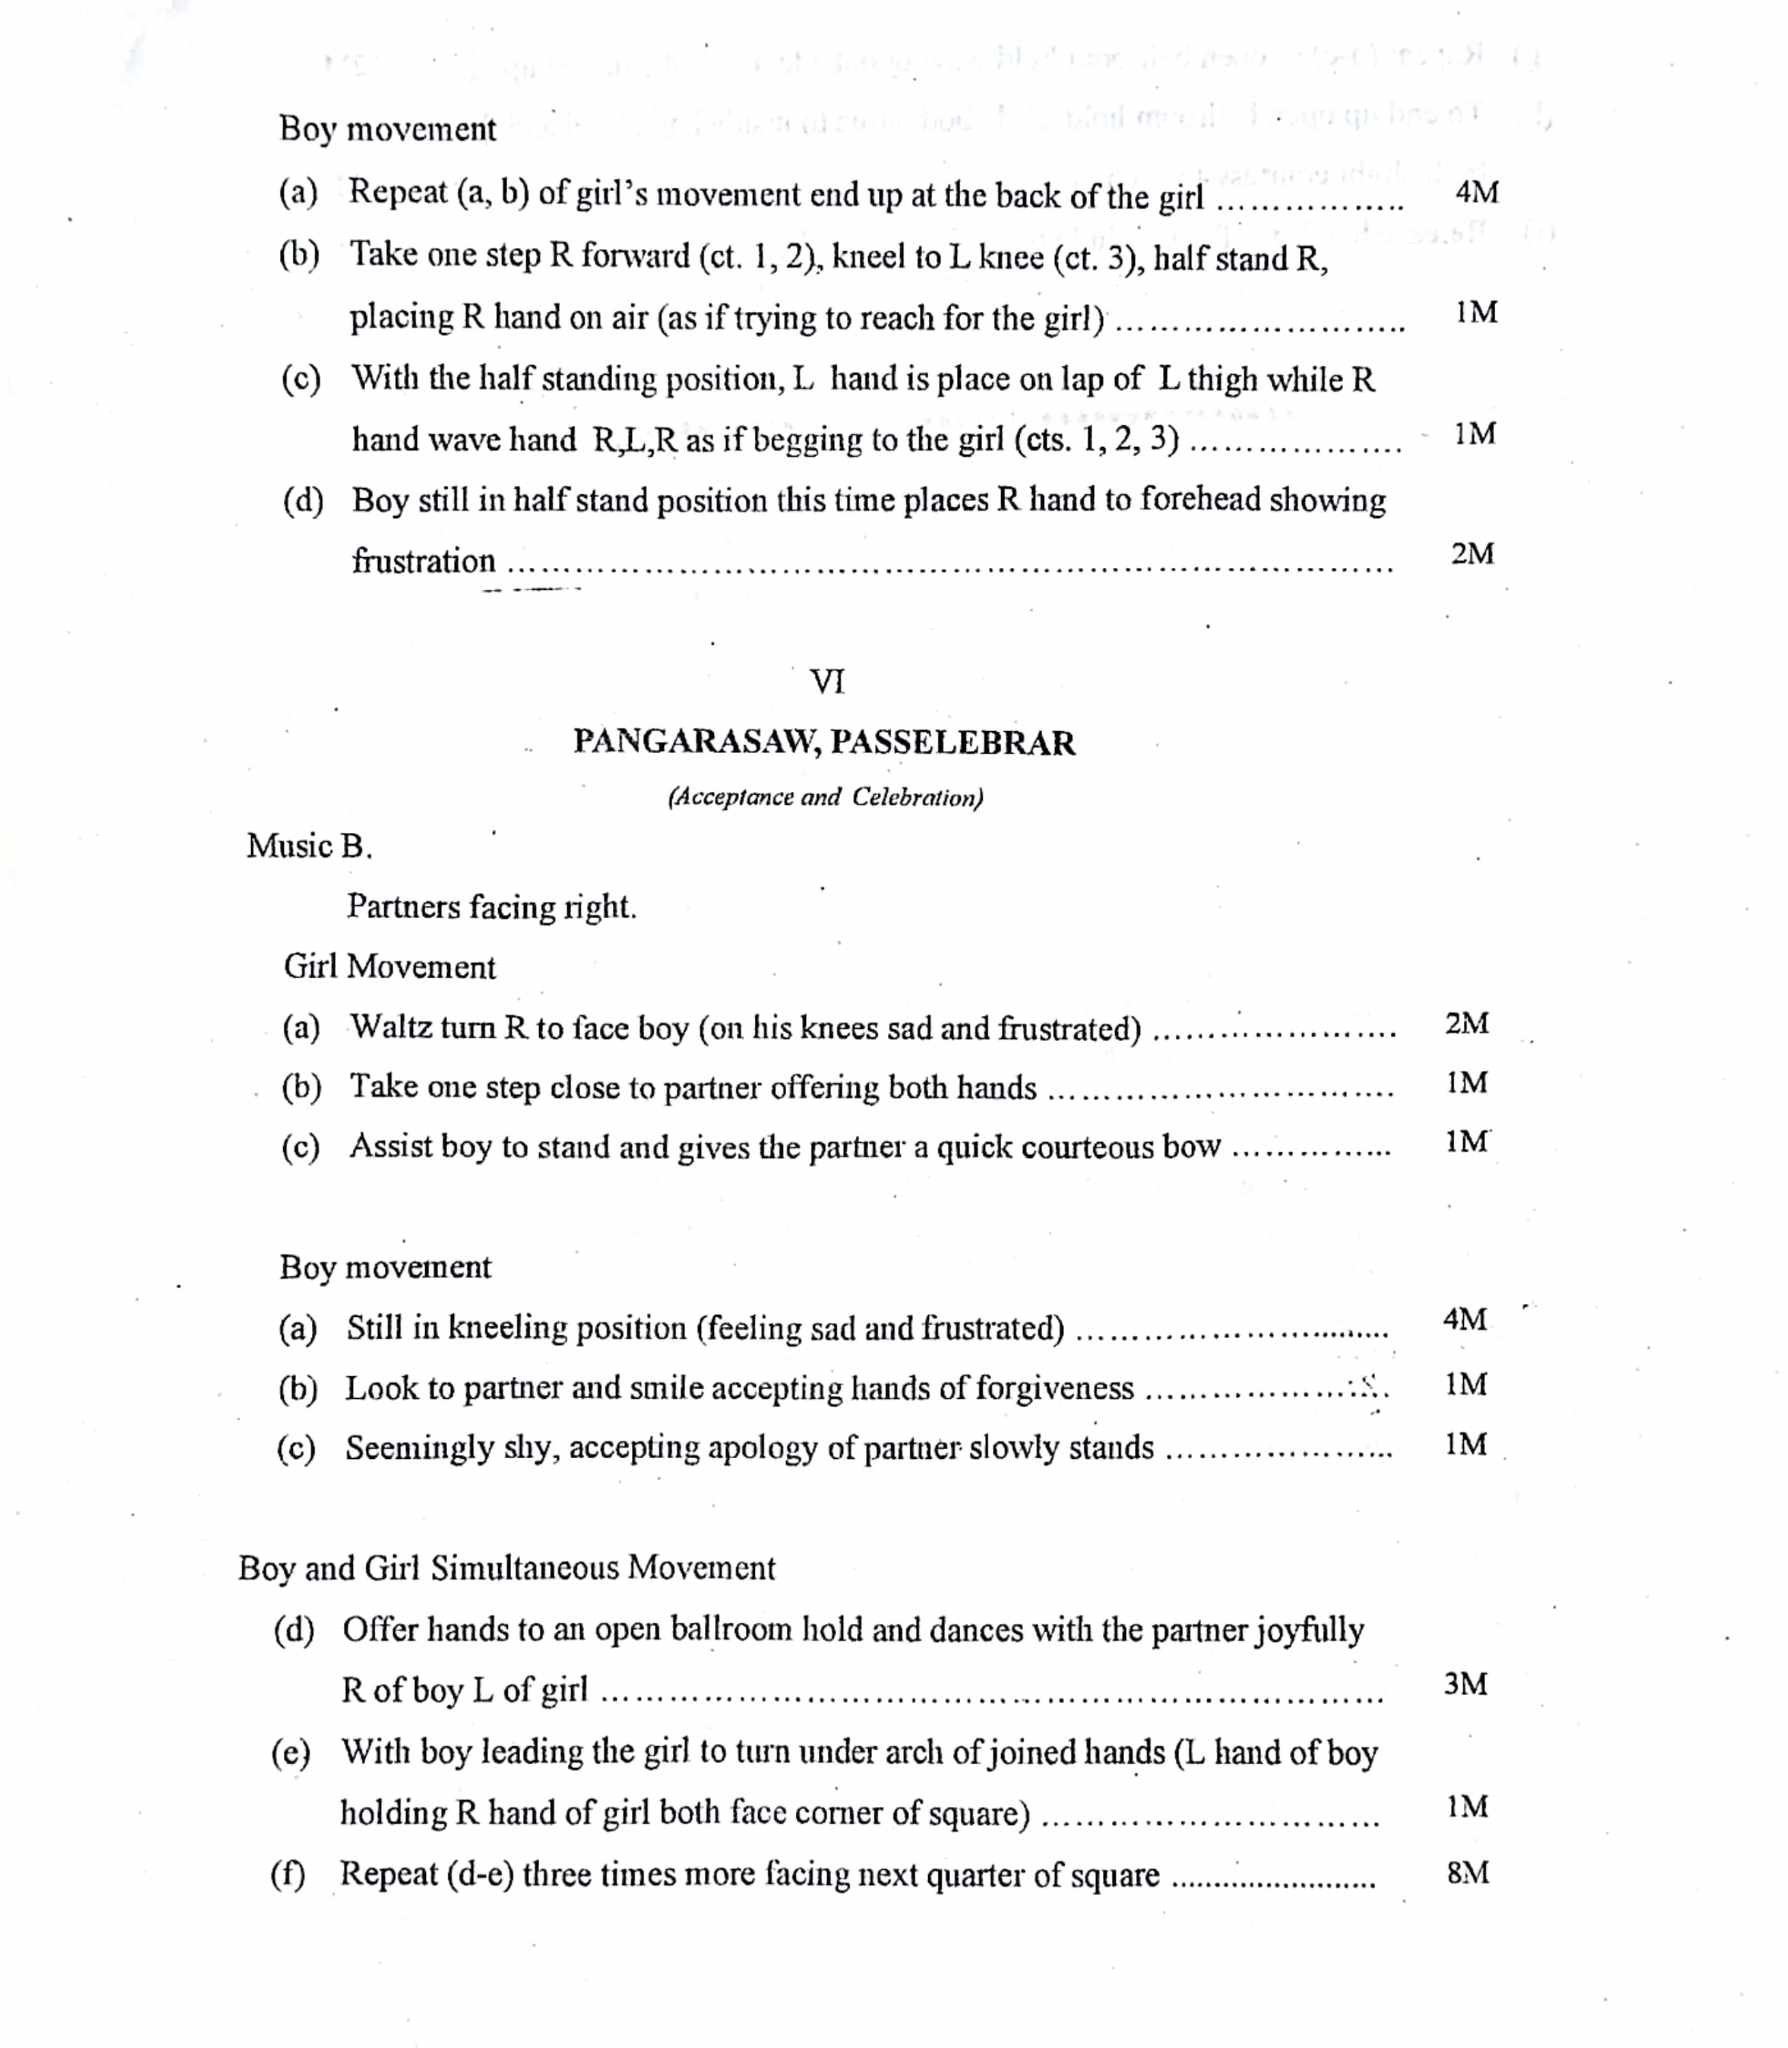 Boy movement
(a) Repeat (a, b) of girl's movement end up at the back of the girl .................. 4M
(b) Take one step R forward (ct. 1, 2), kneel to L knee (ct. 3), half stand R,
placing R hand on air (as if trying to reach for the girl) .......................... 1M
(c) With the half standing position, L hand is place on lap of L thigh while R
hand wave hand R,L,R as if begging to the girl (cts. 1, 2, 3) ................... 1M
(d) Boy still in half stand position this time places R hand to forehead showing
frustration ................................................................................ 2M
VI
PANGARASAW, PASSELEBRAR
(Acceptance and Celebration)
Music B.
Partners facing right.
Girl Movement
(a) Waltz turn R to face boy (on his knees sad and frustrated) ...................... 2M
(b) Take one step close to partner offering both hands ............................... 1M
(c) Assist boy to stand and gives the partner a quick courteous bow ............... 1M
Boy movement
(a) Still in kneeling position (feeling sad and frustrated) ............................. 4M
(b) Look to partner and smile accepting hands of forgiveness ...................... 1M
(c) Seemingly shy, accepting apology of partner slowly stands ..................... 1M
Boy and Girl Simultaneous Movement
(d) Offer hands to an open ballroom hold and dances with the partner joyfully
R of boy L of girl ...................................................................... 3M
(e) With boy leading the girl to turn under arch of joined hands (L hand of boy
holding R hand of girl both face corner of square) .............................. 1M
(f) Repeat (d-e) three times more facing next quarter of square ....................... 8M